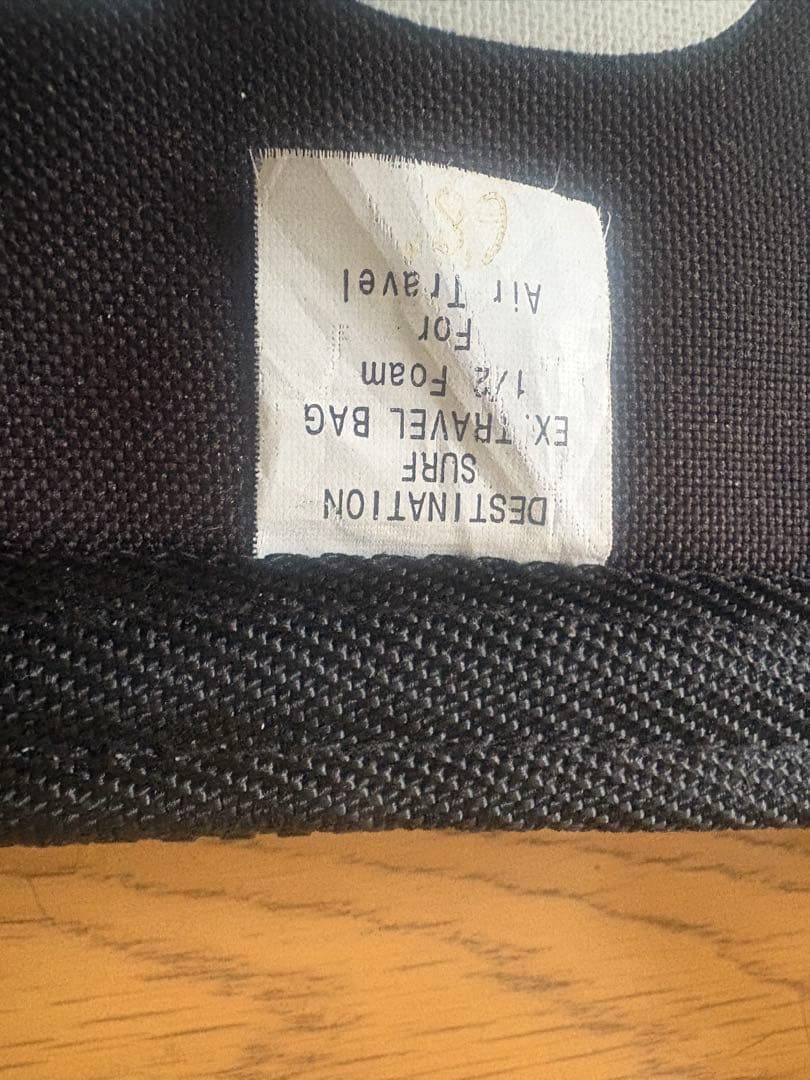 DESTINATION
SURF
EX. TRAVEL BAG
1/2 Foam
For
Air Travel